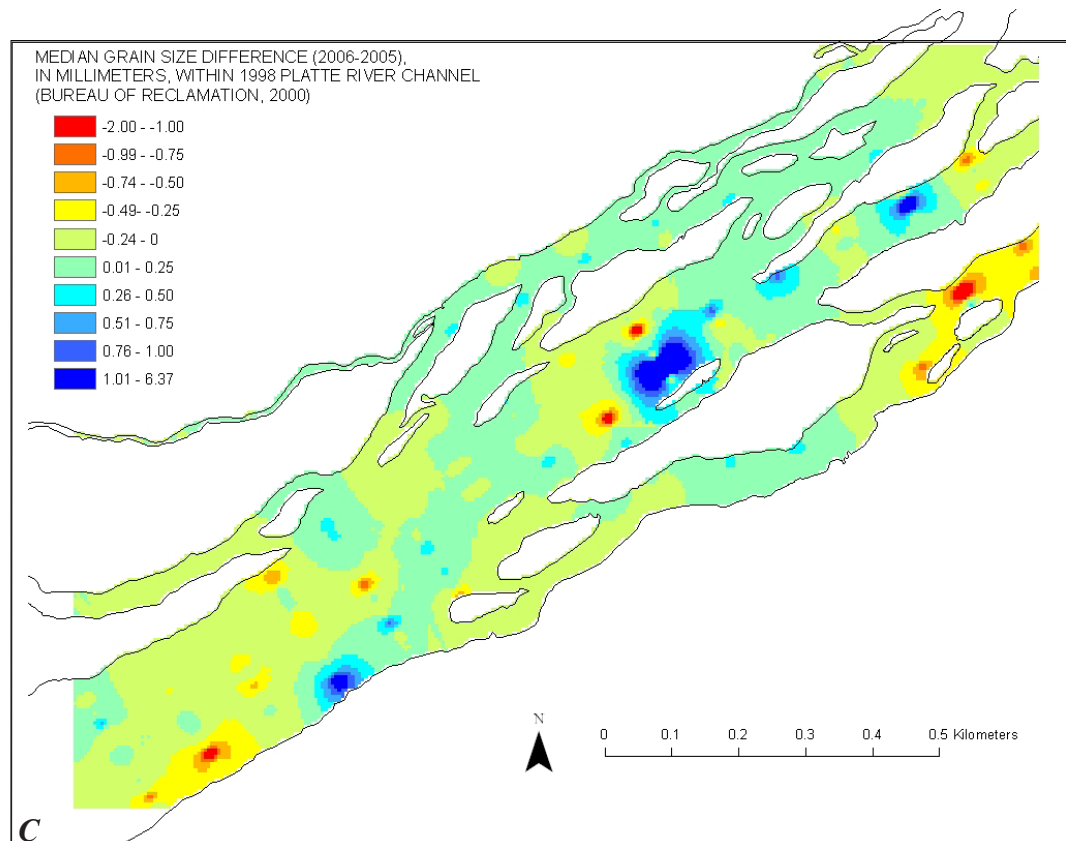 MEDIAN GRAIN SIZE DIFFERENCE (2006-2005),
IN MILLIMETERS, WITHIN 1998 PLATTE RIVER CHANNEL
(BUREAU OF RECLAMATION, 2000)
-2.00 - -1.00
-0.99 - -0.75
-0.74 - -0.50
-0.49- -0.25
-0.24 - 0
0.01 - 0.25
0.26 - 0.50
0.51 - 0.75
0.76 - 1.00
1.01 - 6.37
N
0 0.1 0.2 0.3 0.4 0.5 Kilometers
C